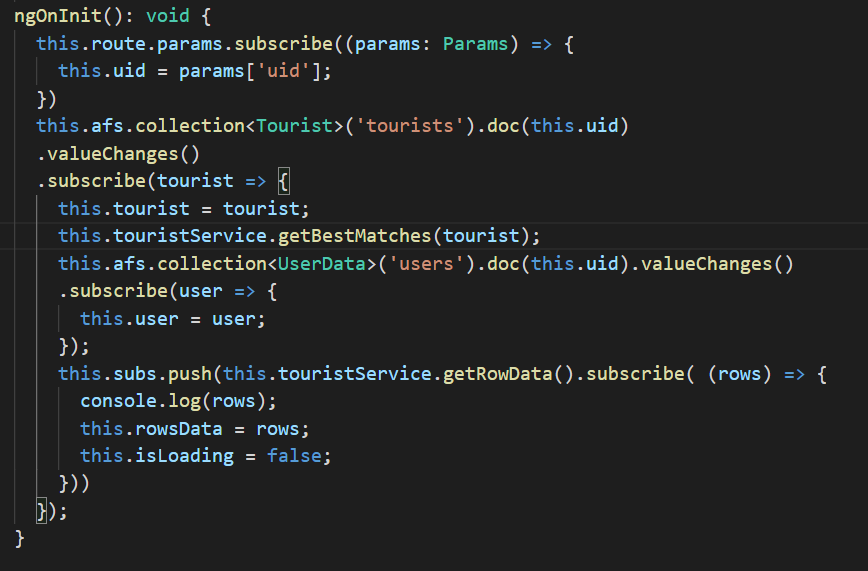 ngOnInit(): void {
this.route.params.subscribe((params: Params) => {
this.uid = params['uid'];
})
this.afs.collection<Tourist>('tourists').doc(this.uid)
.valueChanges()
.subscribe(tourist => {
this.tourist = tourist;
this.touristService.getBestMatches(tourist);
this.afs.collection<UserData>('users').doc(this.uid).valueChanges()
.subscribe(user => {
this.user = user;
});
this.subs.push(this.touristService.getRowData().subscribe( (rows) => {
console.log(rows);
this.rowsData = rows;
this.isLoading = false;
}))
});
}